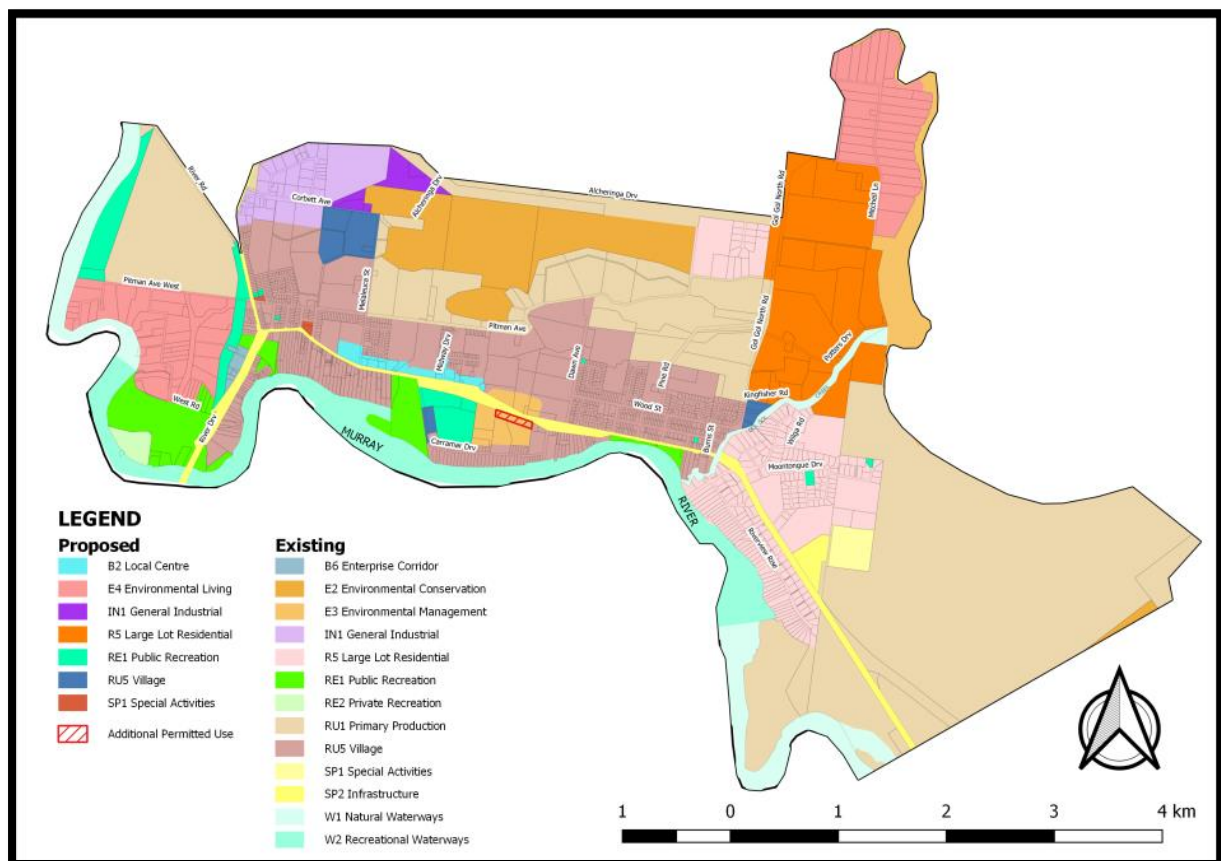 River Rd
Corbett Ave
Alcheringa Drv
Alcheringa Drv
Gol Gol North Rd
Mitchell Ln
Pitman Ave West
Melaleuca St
Pitman Ave
Gol Gol North Rd
Potters Drv
Midway Drv
Dawn Ave
Pine Rd
Kingfisher Rd
West Rd
River Drv
Wood St
Wilga Rd
MURRAY
Carramar Drv
Burns St
Moontongue Drv
RIVER
Riverview Rise
LEGEND
Proposed
B2 Local Centre
E4 Environmental Living
IN1 General Industrial
R5 Large Lot Residential
RE1 Public Recreation
RU5 Village
SP1 Special Activities
Additional Permitted Use
Existing
B6 Enterprise Corridor
E2 Environmental Conservation
E3 Environmental Management
IN1 General Industrial
R5 Large Lot Residential
RE1 Public Recreation
RE2 Private Recreation
RU1 Primary Production
RU5 Village
SP1 Special Activities
SP2 Infrastructure
W1 Natural Waterways
W2 Recreational Waterways
1 0 1 2 3 4 km